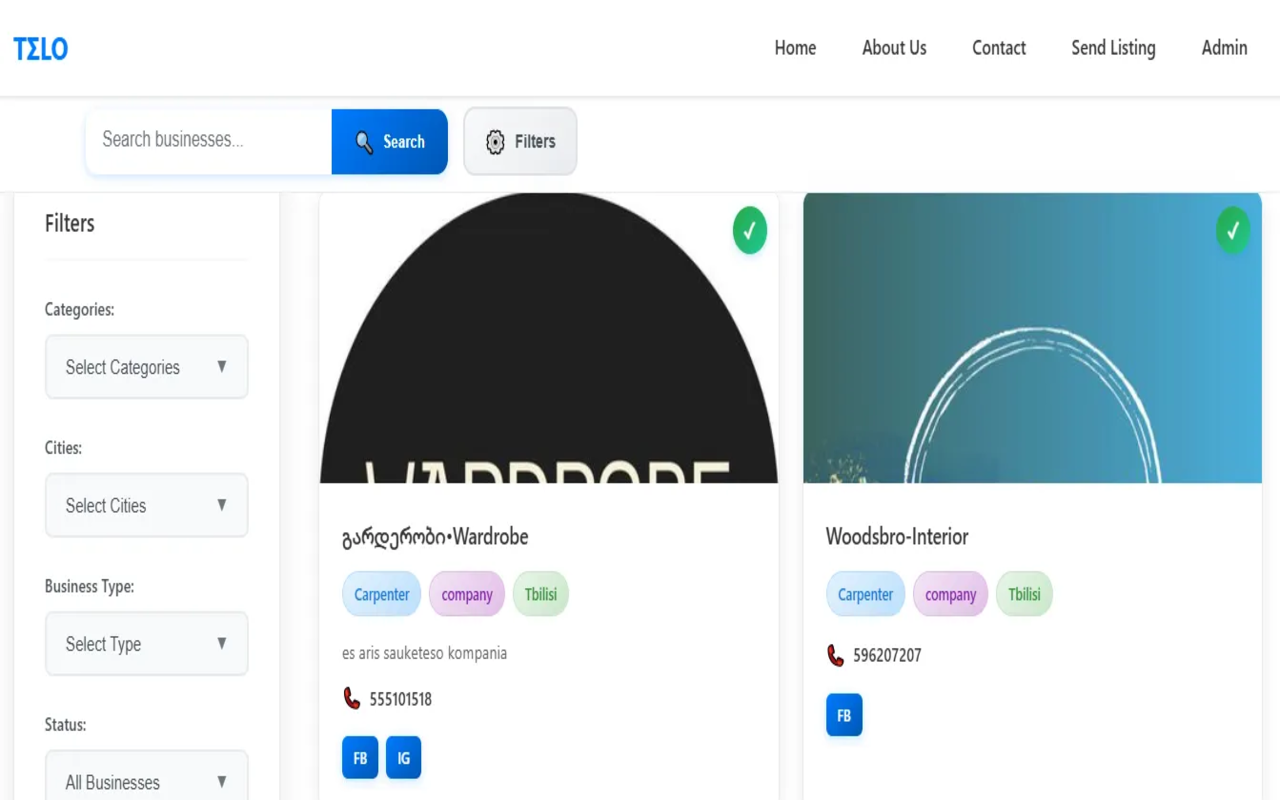 TΣLO
Home About Us Contact Send Listing Admin
Search businesses...
Search
Filters
Filters
Categories:
Select Categories
Cities:
Select Cities
Business Type:
Select Type
Status:
All Businesses
WARDROBE
გარდერობი•Wardrobe
Carpenter company Tbilisi
es aris sauketeso kompania
555101518
FB IG
Woodsbro-Interior
Carpenter company Tbilisi
596207207
FB